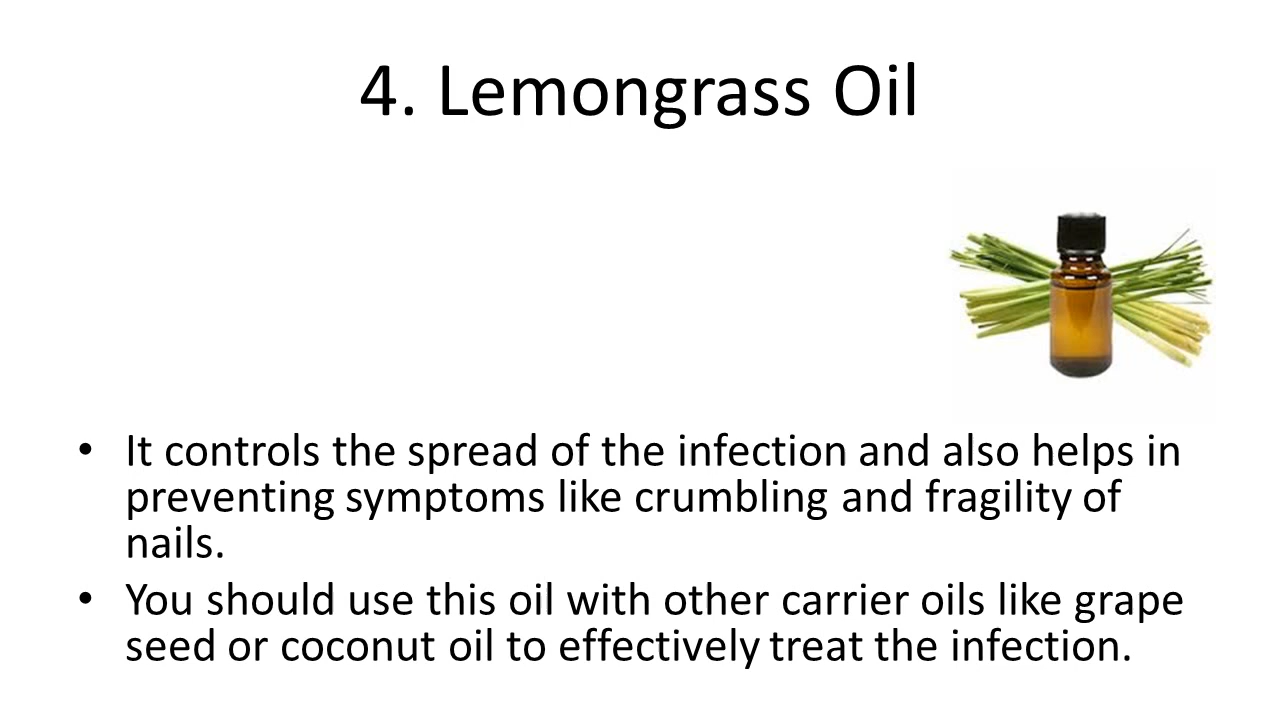 4. Lemongrass Oil
• It controls the spread of the infection and also helps in
preventing symptoms like crumbling and fragility of
nails.
• You should use this oil with other carrier oils like grape
seed or coconut oil to effectively treat the infection.